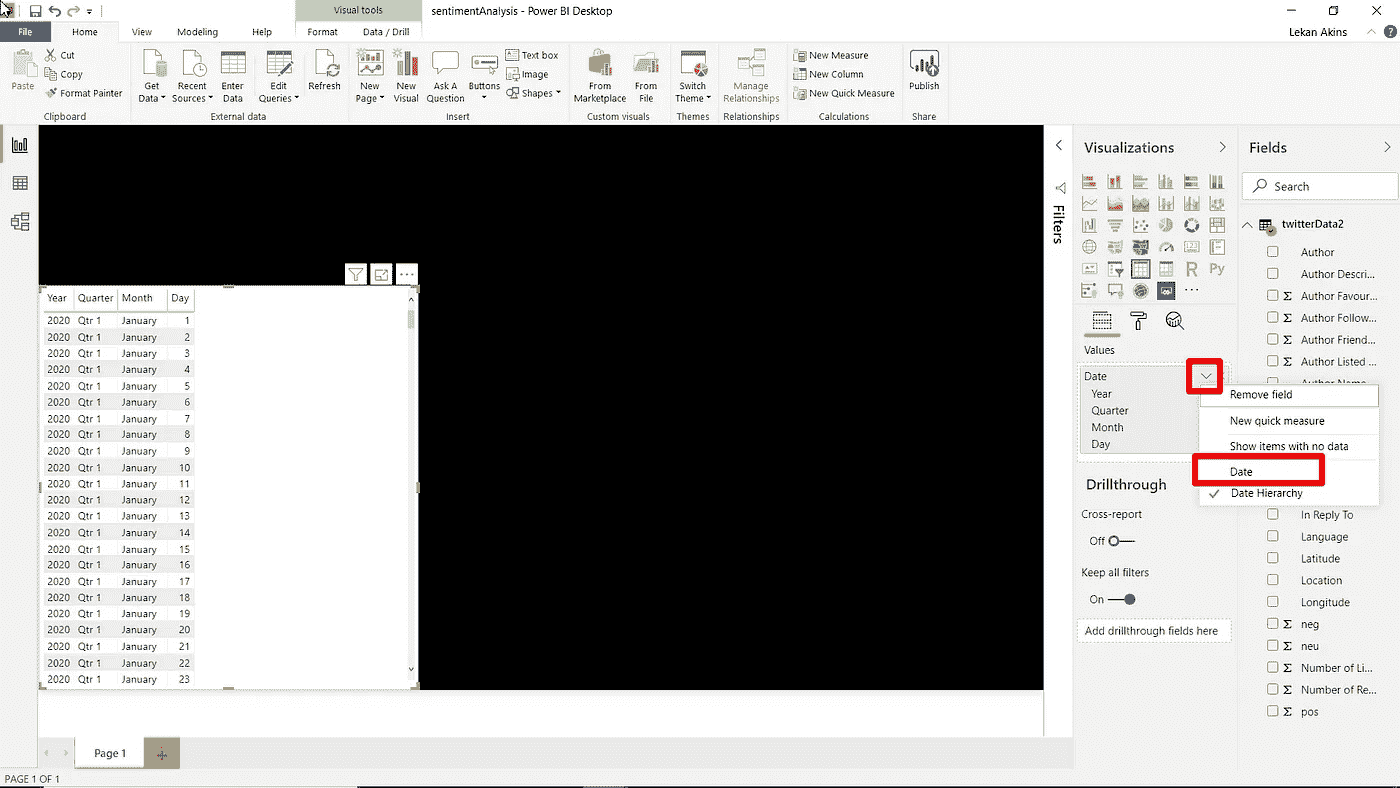 Visual tools
sentimentAnalysis - Power BI Desktop
File
Home
View
Modeling
Help
Format
Data / Drill
Lekan Akins
Paste
Cut
Copy
Format Painter
Clipboard
Get Data
Recent Sources
Enter Data
Edit Queries
Refresh
External data
New Page
New Visual
Ask A Question
Buttons
Text box
Image
Shapes
Insert
From Marketplace
From File
Custom visuals
Switch Theme
Themes
Manage Relationships
Relationships
New Measure
New Column
New Quick Measure
Calculations
Publish
Share
Year Quarter Month Day
2020 Qtr 1 January 1
2020 Qtr 1 January 2
2020 Qtr 1 January 3
2020 Qtr 1 January 4
2020 Qtr 1 January 5
2020 Qtr 1 January 6
2020 Qtr 1 January 7
2020 Qtr 1 January 8
2020 Qtr 1 January 9
2020 Qtr 1 January 10
2020 Qtr 1 January 11
2020 Qtr 1 January 12
2020 Qtr 1 January 13
2020 Qtr 1 January 14
2020 Qtr 1 January 15
2020 Qtr 1 January 16
2020 Qtr 1 January 17
2020 Qtr 1 January 18
2020 Qtr 1 January 19
2020 Qtr 1 January 20
2020 Qtr 1 January 21
2020 Qtr 1 January 22
2020 Qtr 1 January 23
Filters
Visualizations
R
Py
Values
Date
Year
Quarter
Month
Day
Remove field
New quick measure
Show items with no data
Date
Date Hierarchy
Drillthrough
Cross-report
Off
Keep all filters
On
Add drillthrough fields here
Fields
Search
twitterData2
Author
Author Descri...
Σ Author Favour...
Σ Author Follow...
Σ Author Friend...
Σ Author Listed ...
Author Name
In Reply To
Language
Latitude
Location
Longitude
Σ neg
Σ neu
Σ Number of Li...
Σ Number of Re...
Σ pos
Page 1
PAGE 1 OF 1